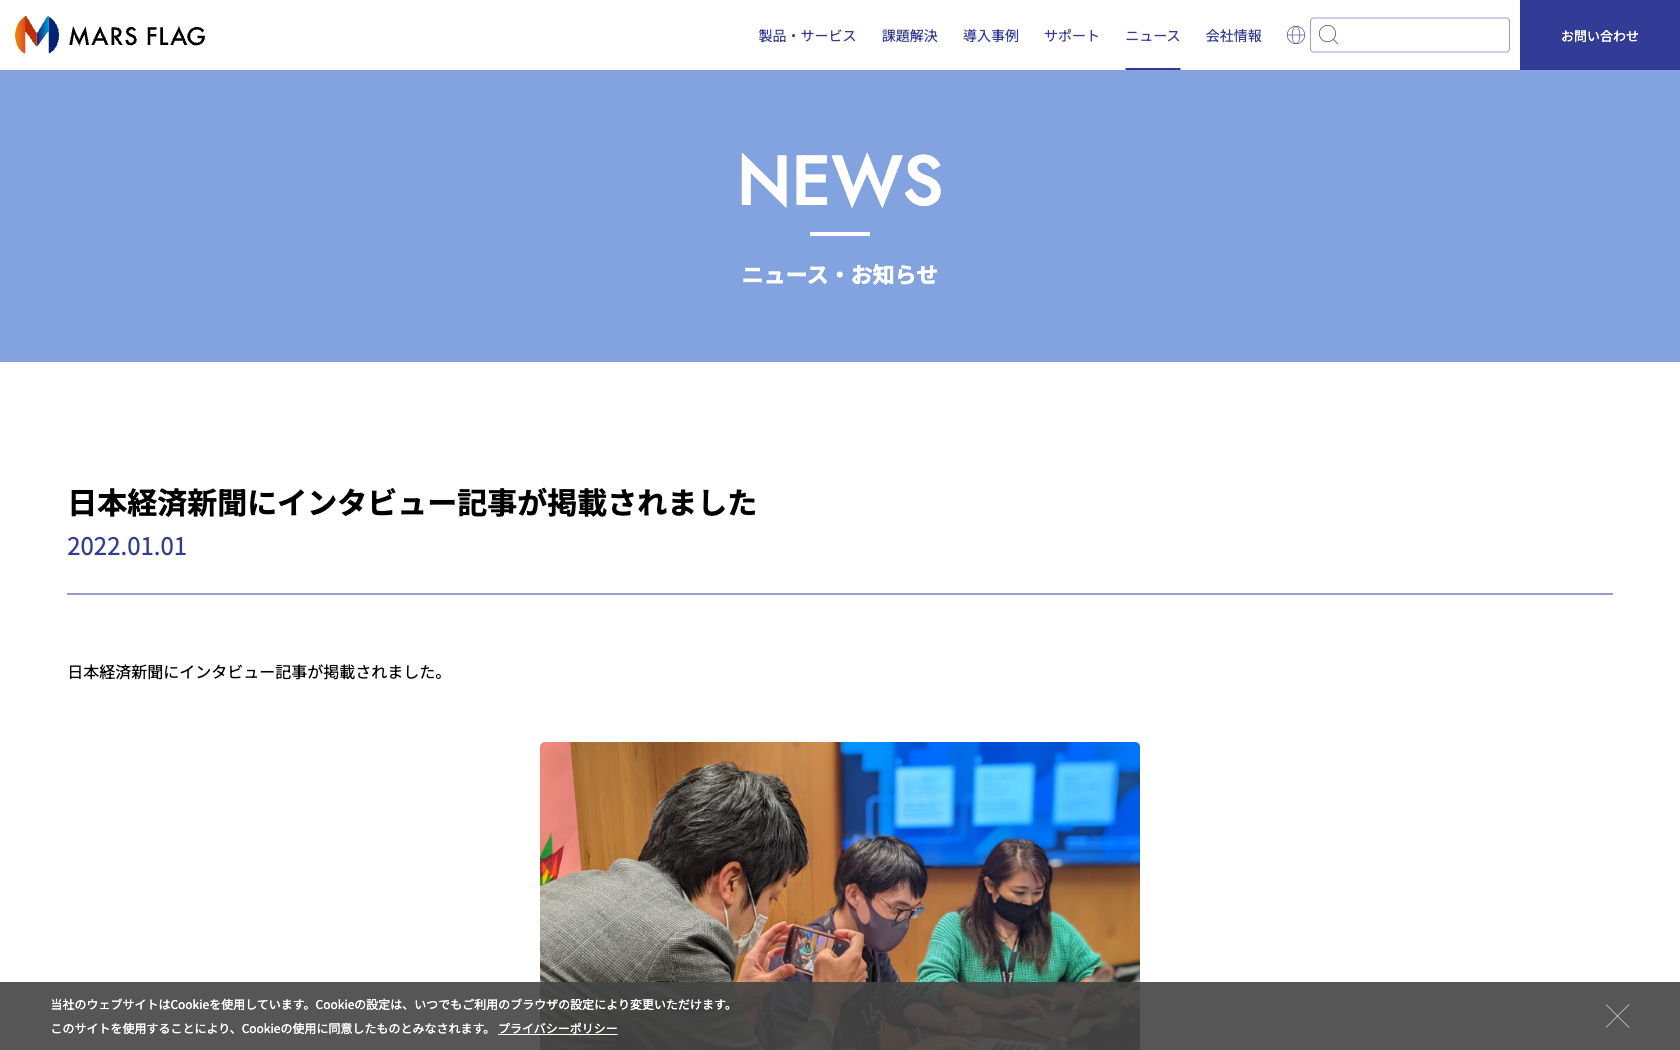 MARS FLAG
製品・サービス
課題解決
導入事例
サポート
ニュース
会社情報
お問い合わせ
NEWS
ニュース・お知らせ
日本経済新聞にインタビュー記事が掲載されました
2022.01.01
日本経済新聞にインタビュー記事が掲載されました。
当社のウェブサイトはCookieを使用しています。Cookieの設定は、いつでもご利用のブラウザの設定により変更いただけます。
このサイトを使用することにより、Cookieの使用に同意したものとみなされます。 プライバシーポリシー